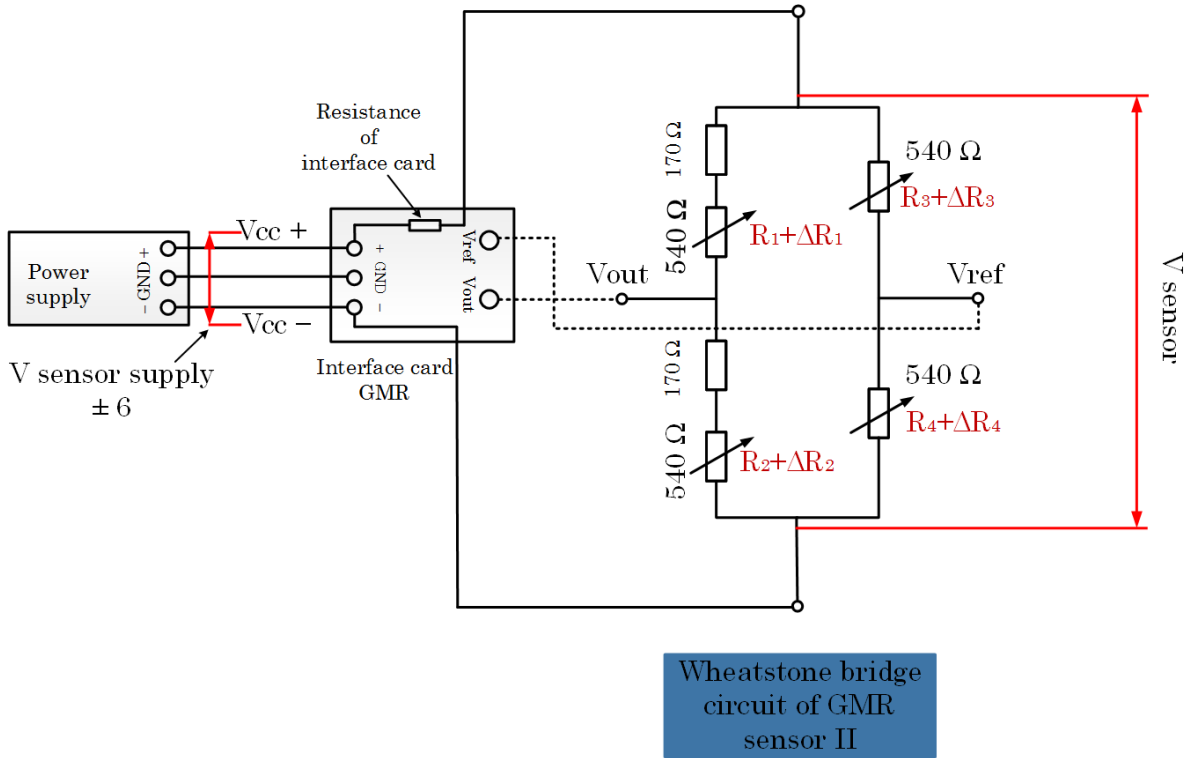 Resistance
of
interface card
Vcc +
Power
supply
+
GND
−
Vcc −
V sensor supply
± 6
+
GND
−
Vref
Vout
Interface card
GMR
170 Ω
540 Ω
R1+ΔR1
540 Ω
R3+ΔR3
Vout
Vref
170 Ω
540 Ω
R2+ΔR2
540 Ω
R4+ΔR4
V sensor
Wheatstone bridge
circuit of GMR
sensor II